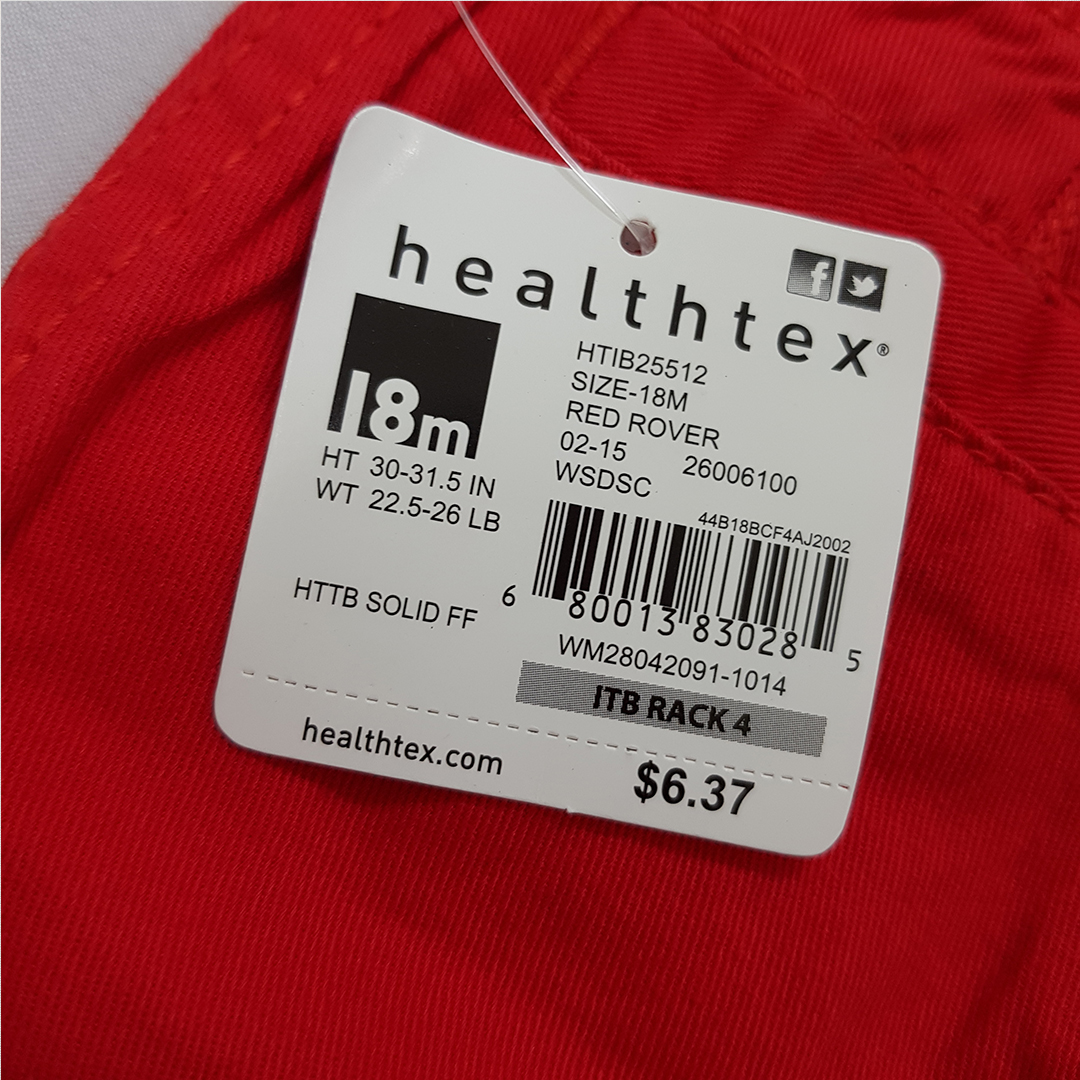 healthtex®
18m
HT 30-31.5 IN
WT 22.5-26 LB
HTTB SOLID FF
HTIB25512
SIZE-18M
RED ROVER
02-15 26006100
WSDSC
44B18BCF4AJ2002
6 80013 83028 5
WM28042091-1014
ITB RACK 4
healthtex.com
$6.37